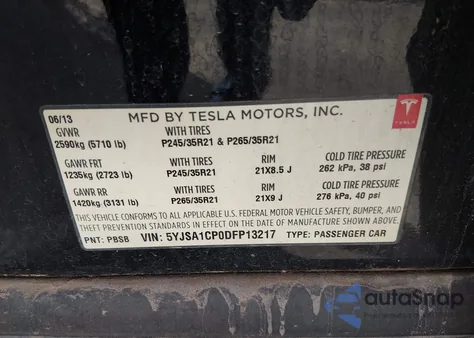 06/13
MFD BY TESLA MOTORS, INC.
TESLA
GVWR
2590kg (5710 lb)
WITH TIRES
P245/35R21 & P265/35R21
GAWR FRT
1235kg (2723 lb)
WITH TIRES
P245/35R21
RIM
21X8.5 J
COLD TIRE PRESSURE
262 kPa, 38 psi
GAWR RR
1420kg (3131 lb)
WITH TIRES
P265/35R21
RIM
21X9 J
COLD TIRE PRESSURE
276 kPa, 40 psi
THIS VEHICLE CONFORMS TO ALL APPLICABLE U.S. FEDERAL MOTOR VEHICLE SAFETY, BUMPER, AND
THEFT PREVENTION STANDARDS IN EFFECT ON THE DATE OF MANUFACTURE SHOWN ABOVE.
PNT: PBSB VIN: 5YJSA1CP0DFP13217 TYPE: PASSENGER CAR
autoSnap